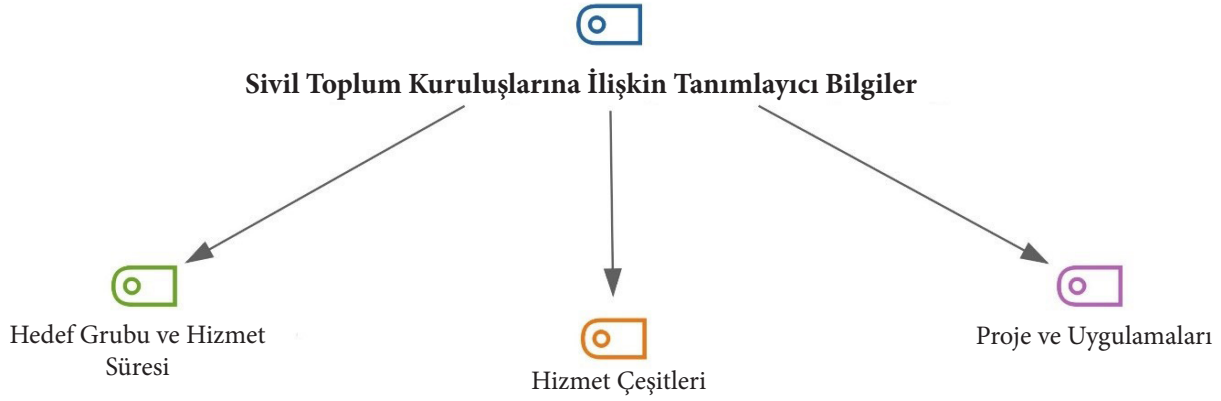 Sivil Toplum Kuruluşlarına İlişkin Tanımlayıcı Bilgiler
Hedef Grubu ve Hizmet
Süresi
Hizmet Çeşitleri
Proje ve Uygulamaları